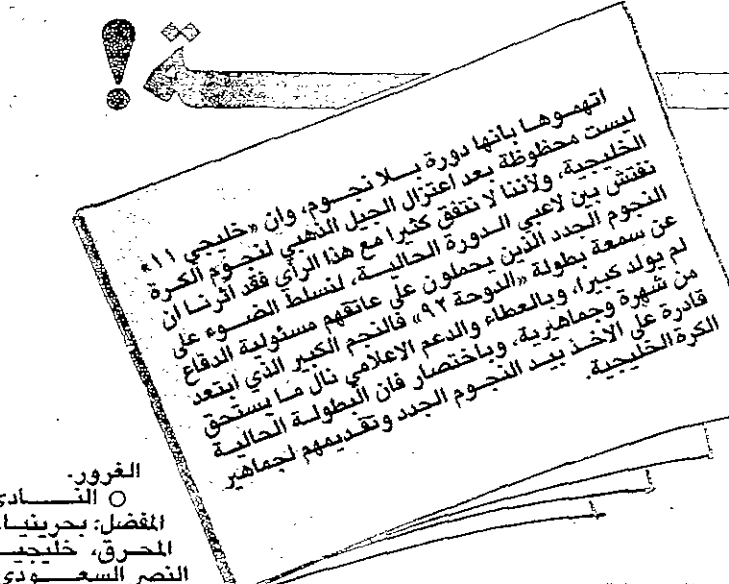 !
اتهموها بانها دورة بلا نجوم، وان «خليجي ١١»
ليست محظوظة بعد اعتزال الجيل الذهبي لنجوم الكرة
الخليجية، ولأننا لا نتفق كثيرا مع هذا الرأي فقد اثرنا ان
نفتش بين لاعبي الدورة الحالية، لنسلط الضوء على
النجوم الجدد الذين يحملون على عاتقهم مسئولية الدفاع
عن سمعة بطولة «الدوحة ٩٢» فالنجم الكبير الذي ابتعد
لم يولد كبيرا، وبالعطاء والدعم الاعلامي نال ما يستحق
من شهرة وجماهيرية، وباختصار فان البطولة الحالية
قادرة على الاخذ بيد النجوم الجدد وتقديمهم لجماهير
الكرة الخليجية.
الغرور.
○ النادي
المفضل: بحرينيا
المحرق، خليجيا
النصر السعودي